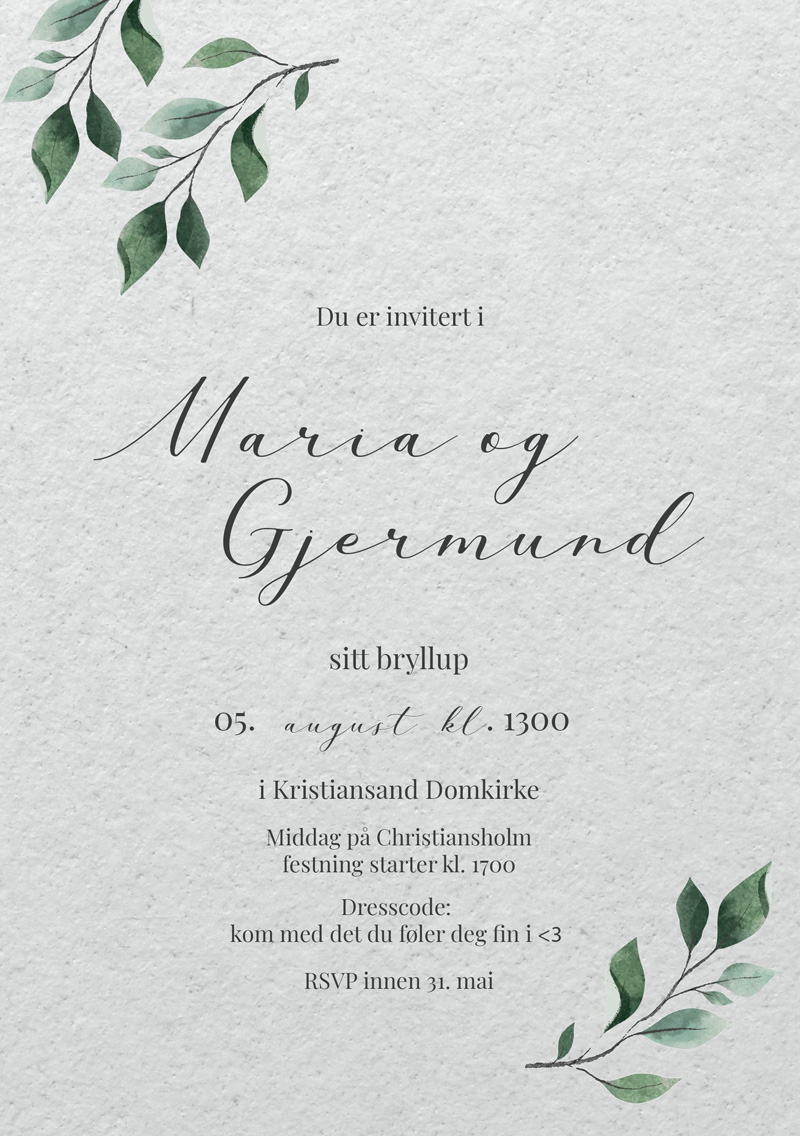 Du er invitert i
Maria og
Gjermund
sitt bryllup
05. august kl. 1300
i Kristiansand Domkirke
Middag på Christiansholm
festning starter kl. 1700
Dresscode:
kom med det du føler deg fin i <3
RSVP innen 31. mai